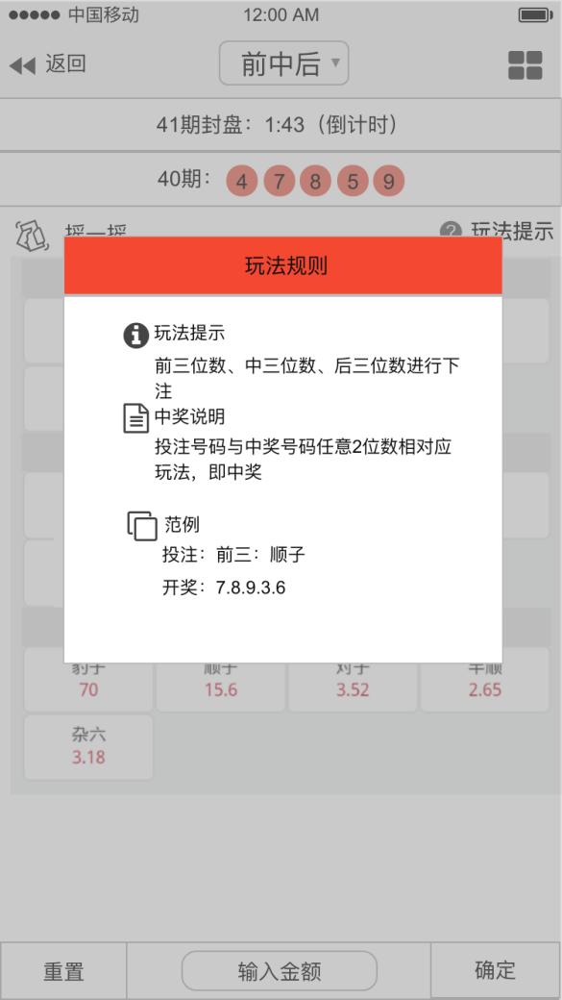 中国移动 12:00 AM
返回 前中后
41期封盘：1:43（倒计时）
40期： 4 7 8 5 9
摇一摇 玩法提示
玩法规则
玩法提示
前三位数、中三位数、后三位数进行下
注
中奖说明
投注号码与中奖号码任意2位数相对应
玩法，即中奖
范例
投注：前三：顺子
开奖：7.8.9.3.6
豹子 顺子 对子 半顺
70 15.6 3.52 2.65
杂六
3.18
重置 输入金额 确定